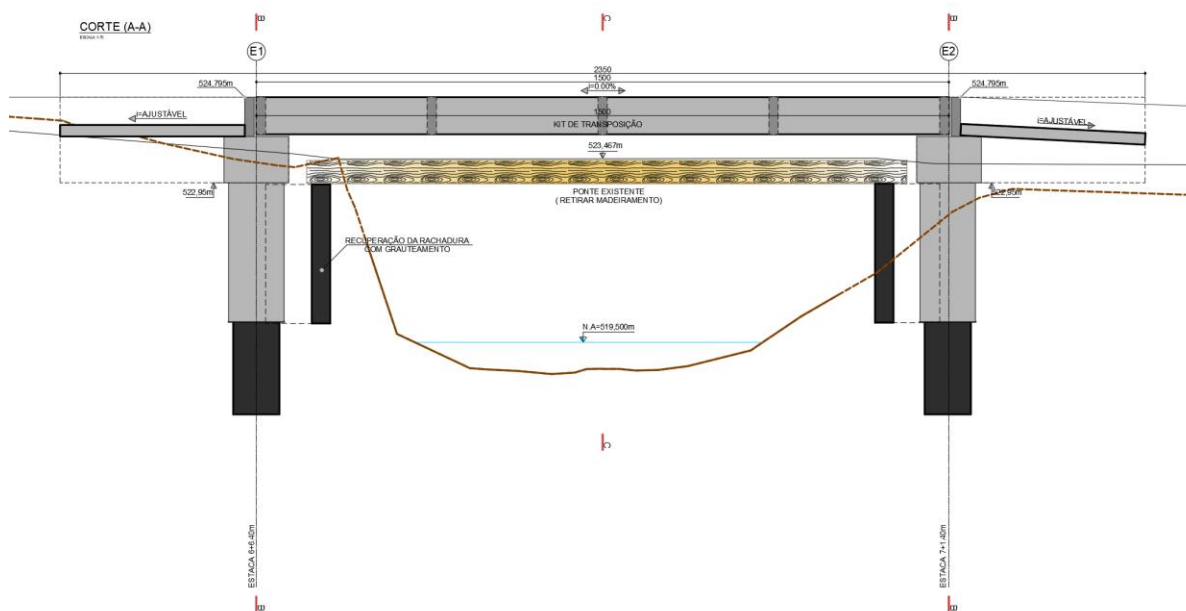 CORTE (A-A)
B
C
B
E1
E2
2350
1500
i=0.00%
524,795m
524,795m
1500
i=AJUSTÁVEL
i=AJUSTÁVEL
KIT DE TRANSPOSIÇÃO
523,467m
522,95m
PONTE EXISTENTE
( RETIRAR MADEIRAMENTO)
522,95m
RECUPERAÇÃO DA RACHADURA
COM GRAUTEAMENTO
N.A=519,500m
C
ESTACA 6+6.40m
ESTACA 7+1.40m
B
B